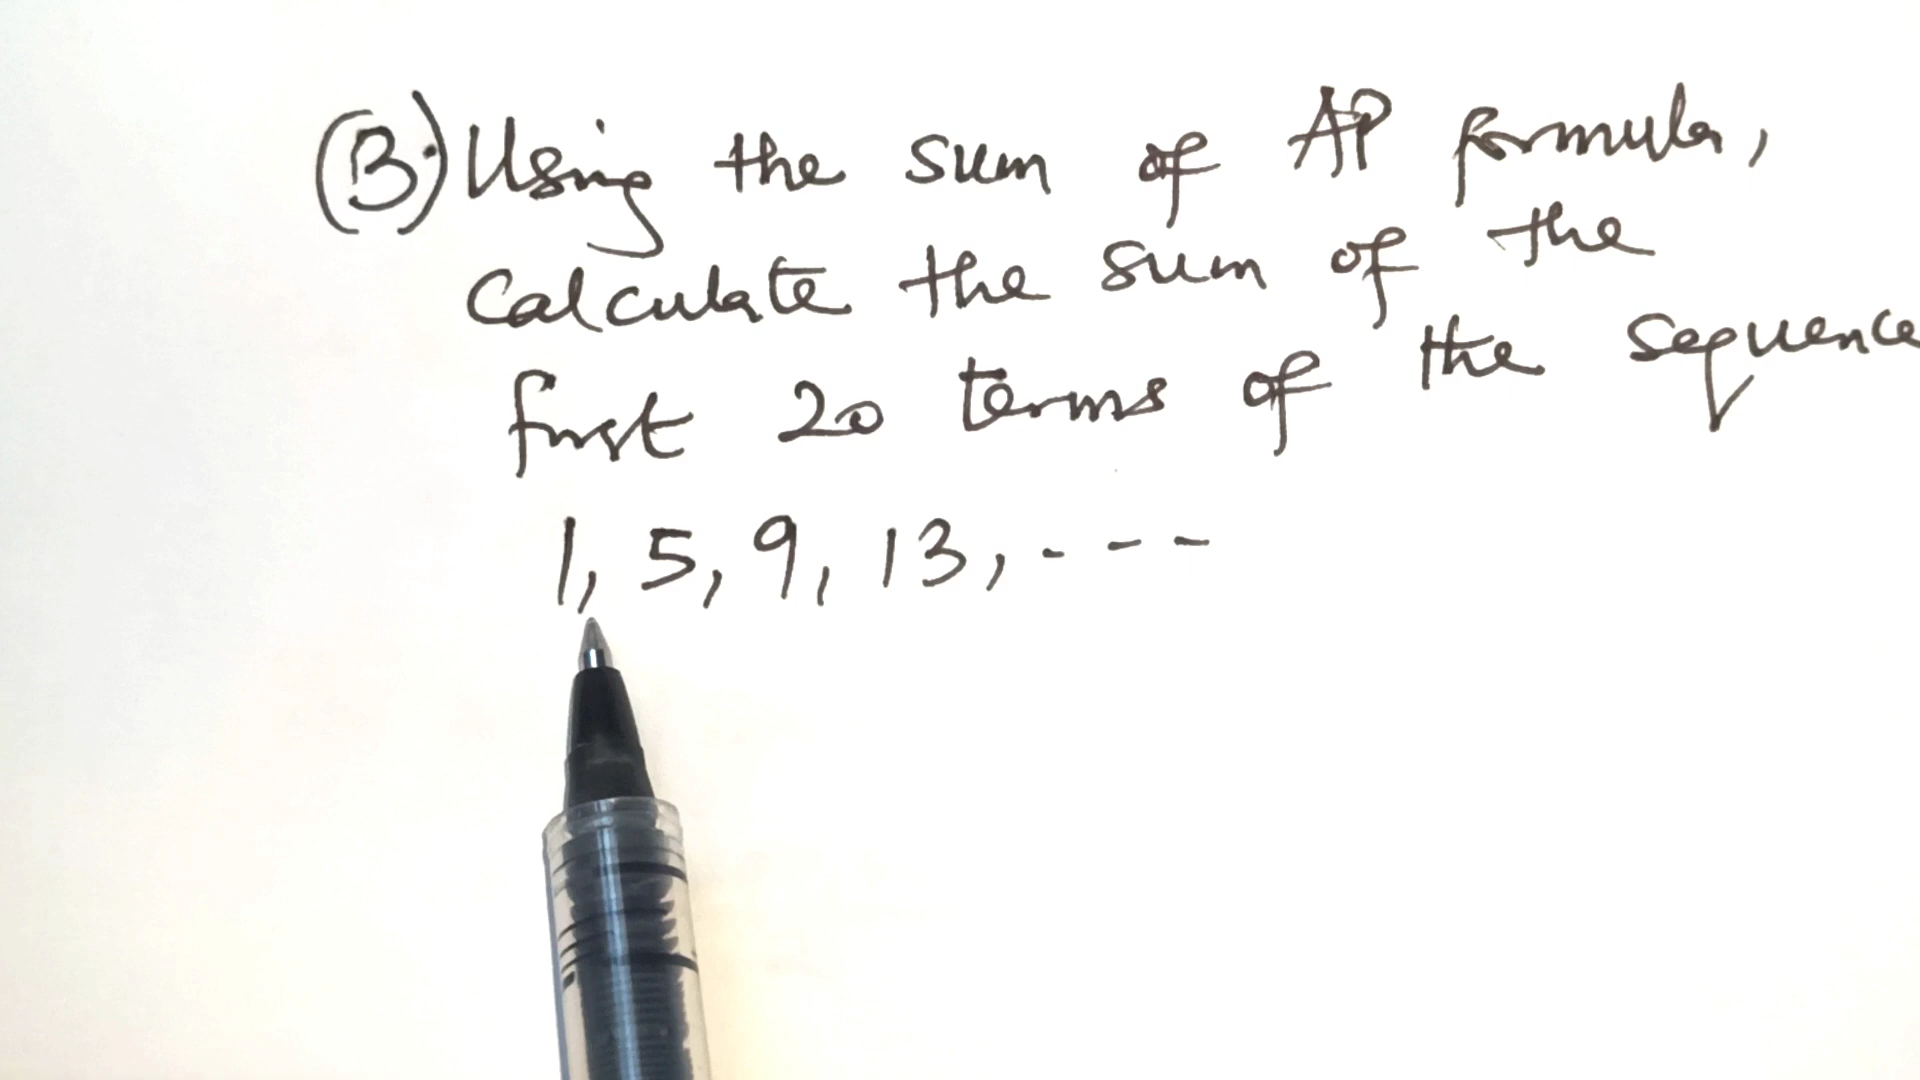 (B.) Using the sum of AP formula,
Calculate the sum of the
first 20 terms of the sequence
1, 5, 9, 13, - - - -